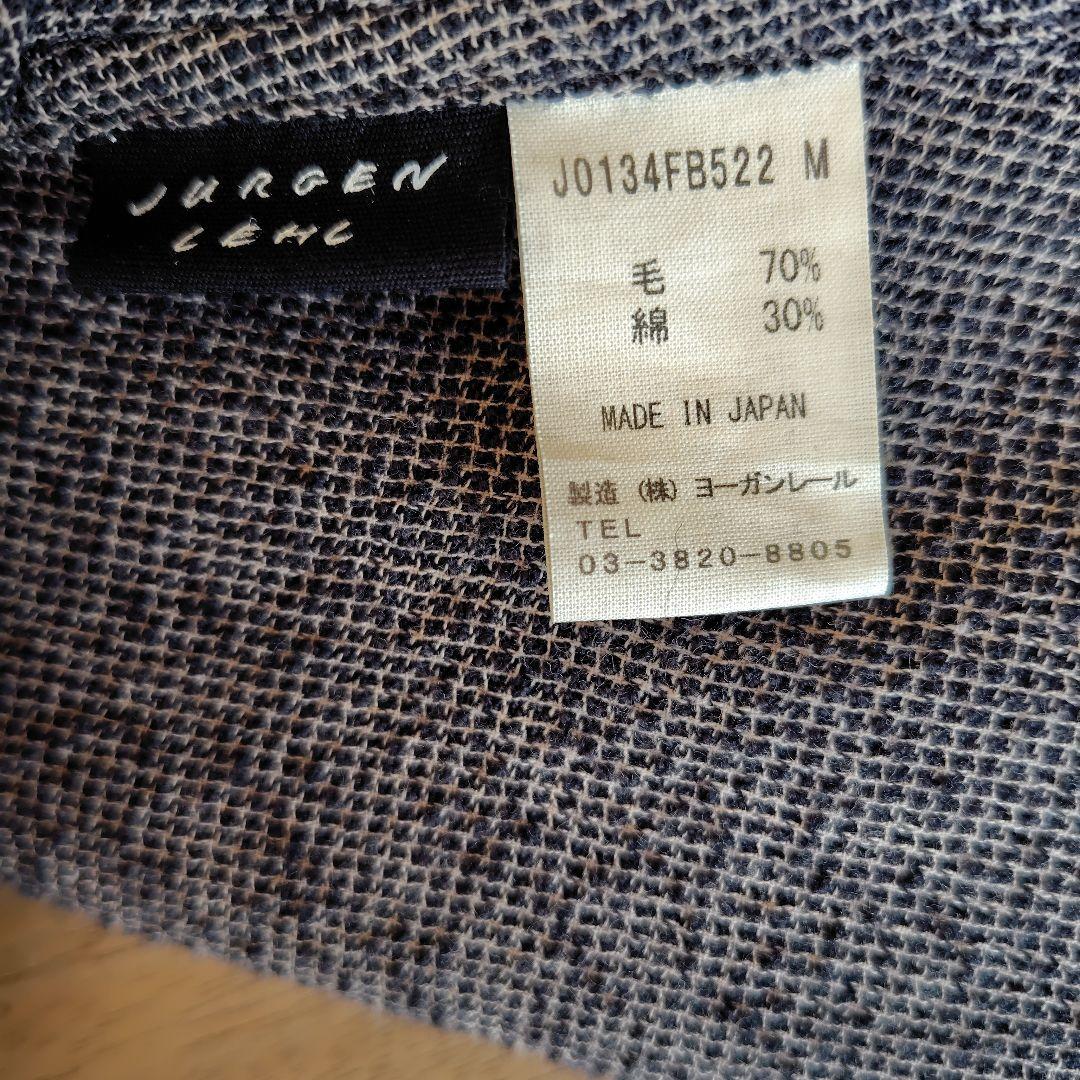 JURGEN
LEHL
J0134FB522 M
毛 70%
綿 30%
MADE IN JAPAN
製造 (株) ヨーガンレール
TEL
03-3820-8805